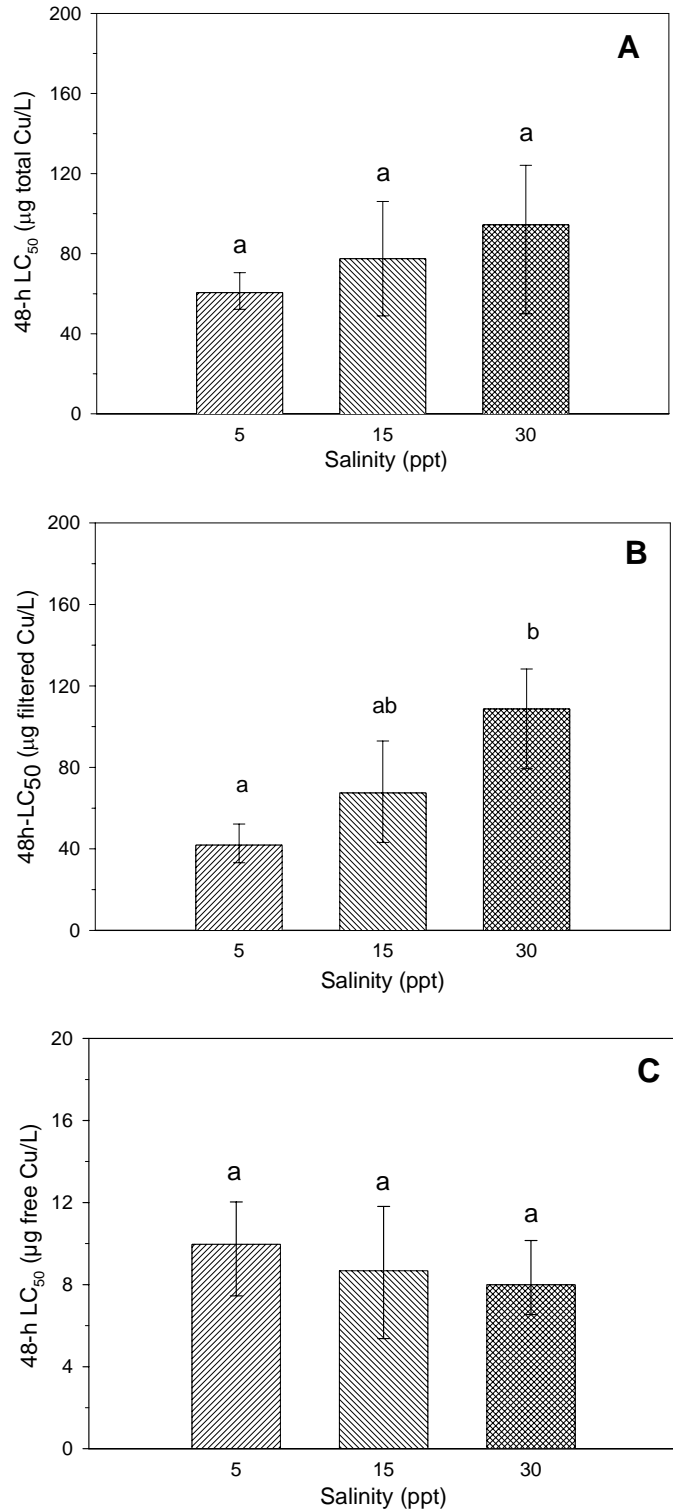 A
48-h LC50 (µg total Cu/L)
200
160
120
80
40
0
a
a
a
5 15 30
Salinity (ppt)
B
48h-LC50 (µg filtered Cu/L)
200
160
120
80
40
0
a
ab
b
5 15 30
Salinity (ppt)
C
48-h LC50 (µg free Cu/L)
20
16
12
8
4
0
a
a
a
5 15 30
Salinity (ppt)